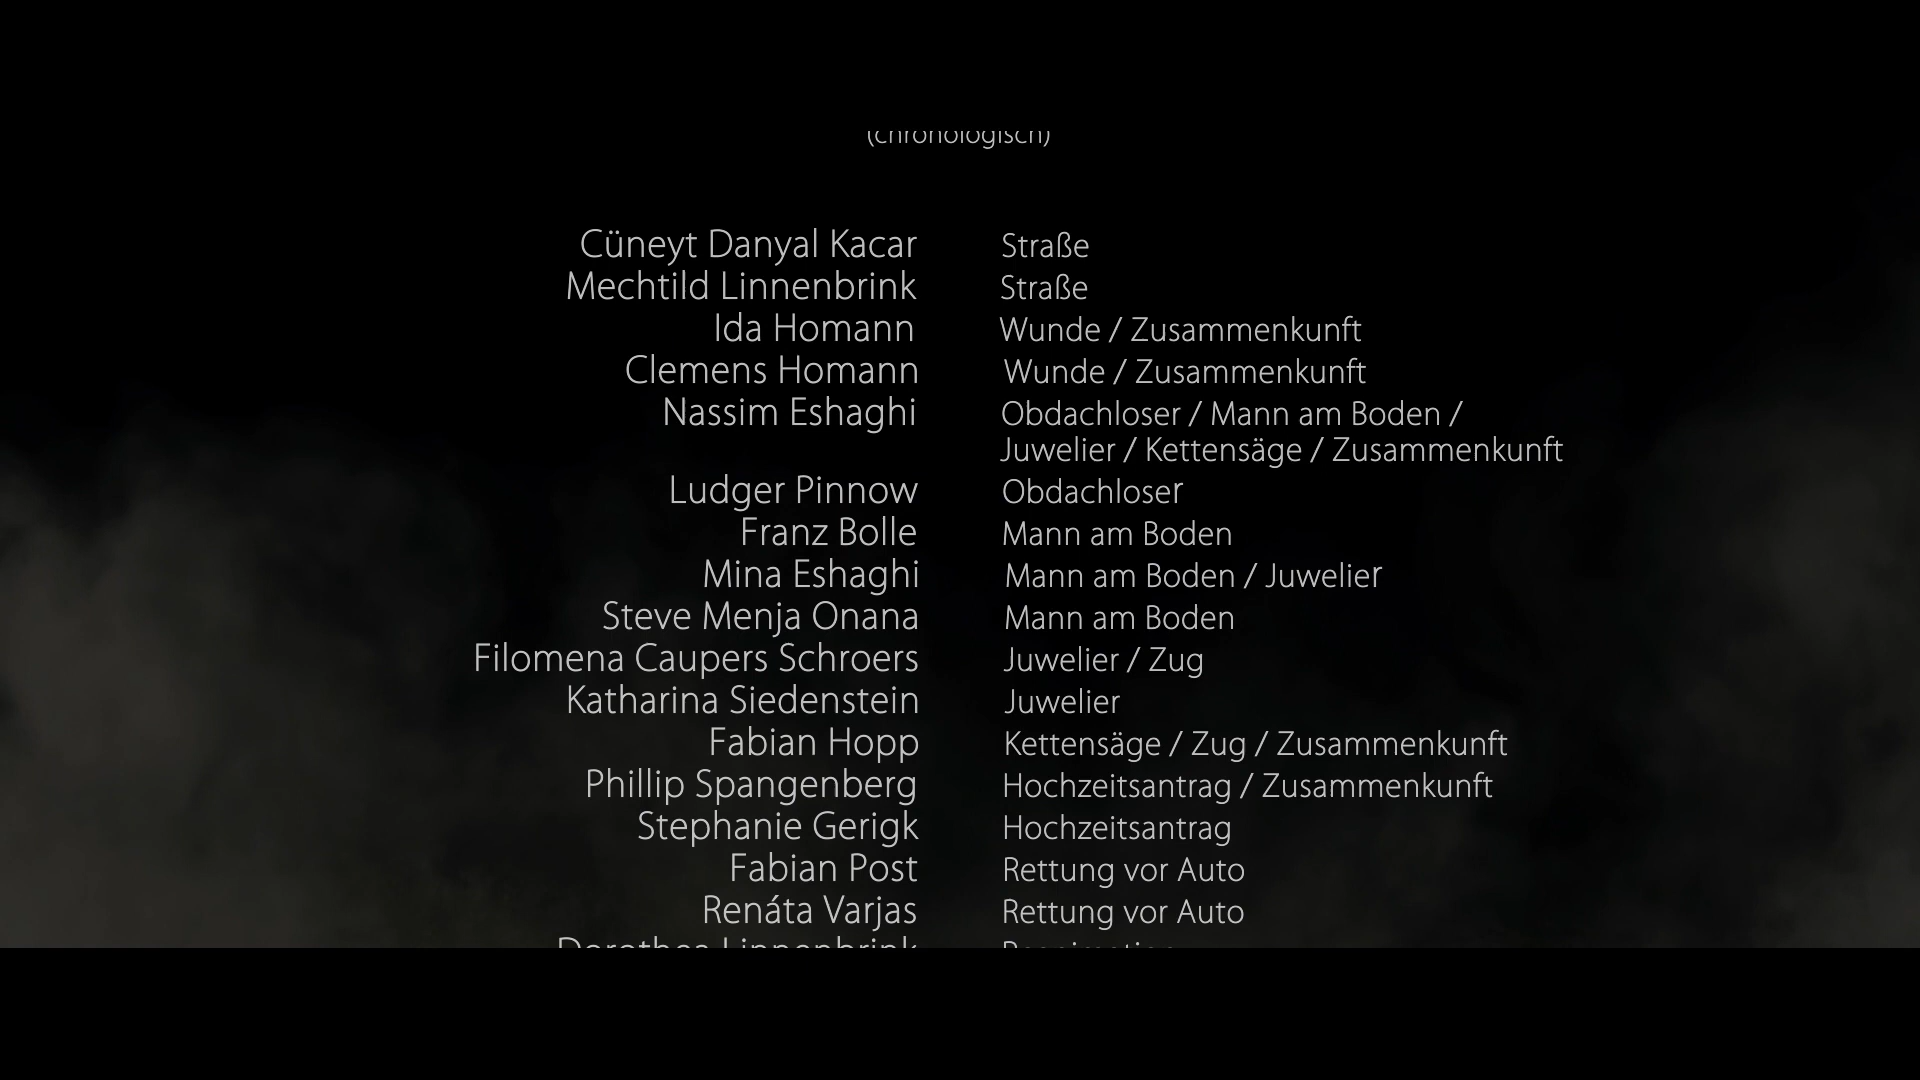 (chronologisch)
Cüneyt Danyal Kacar Straße
Mechtild Linnenbrink Straße
Ida Homann Wunde / Zusammenkunft
Clemens Homann Wunde / Zusammenkunft
Nassim Eshaghi Obdachloser / Mann am Boden /
Juwelier / Kettensäge / Zusammenkunft
Ludger Pinnow Obdachloser
Franz Bolle Mann am Boden
Mina Eshaghi Mann am Boden / Juwelier
Steve Menja Onana Mann am Boden
Filomena Caupers Schroers Juwelier / Zug
Katharina Siedenstein Juwelier
Fabian Hopp Kettensäge / Zug / Zusammenkunft
Phillip Spangenberg Hochzeitsantrag / Zusammenkunft
Stephanie Gerigk Hochzeitsantrag
Fabian Post Rettung vor Auto
Renáta Varjas Rettung vor Auto
Dorothea Linnenbrink